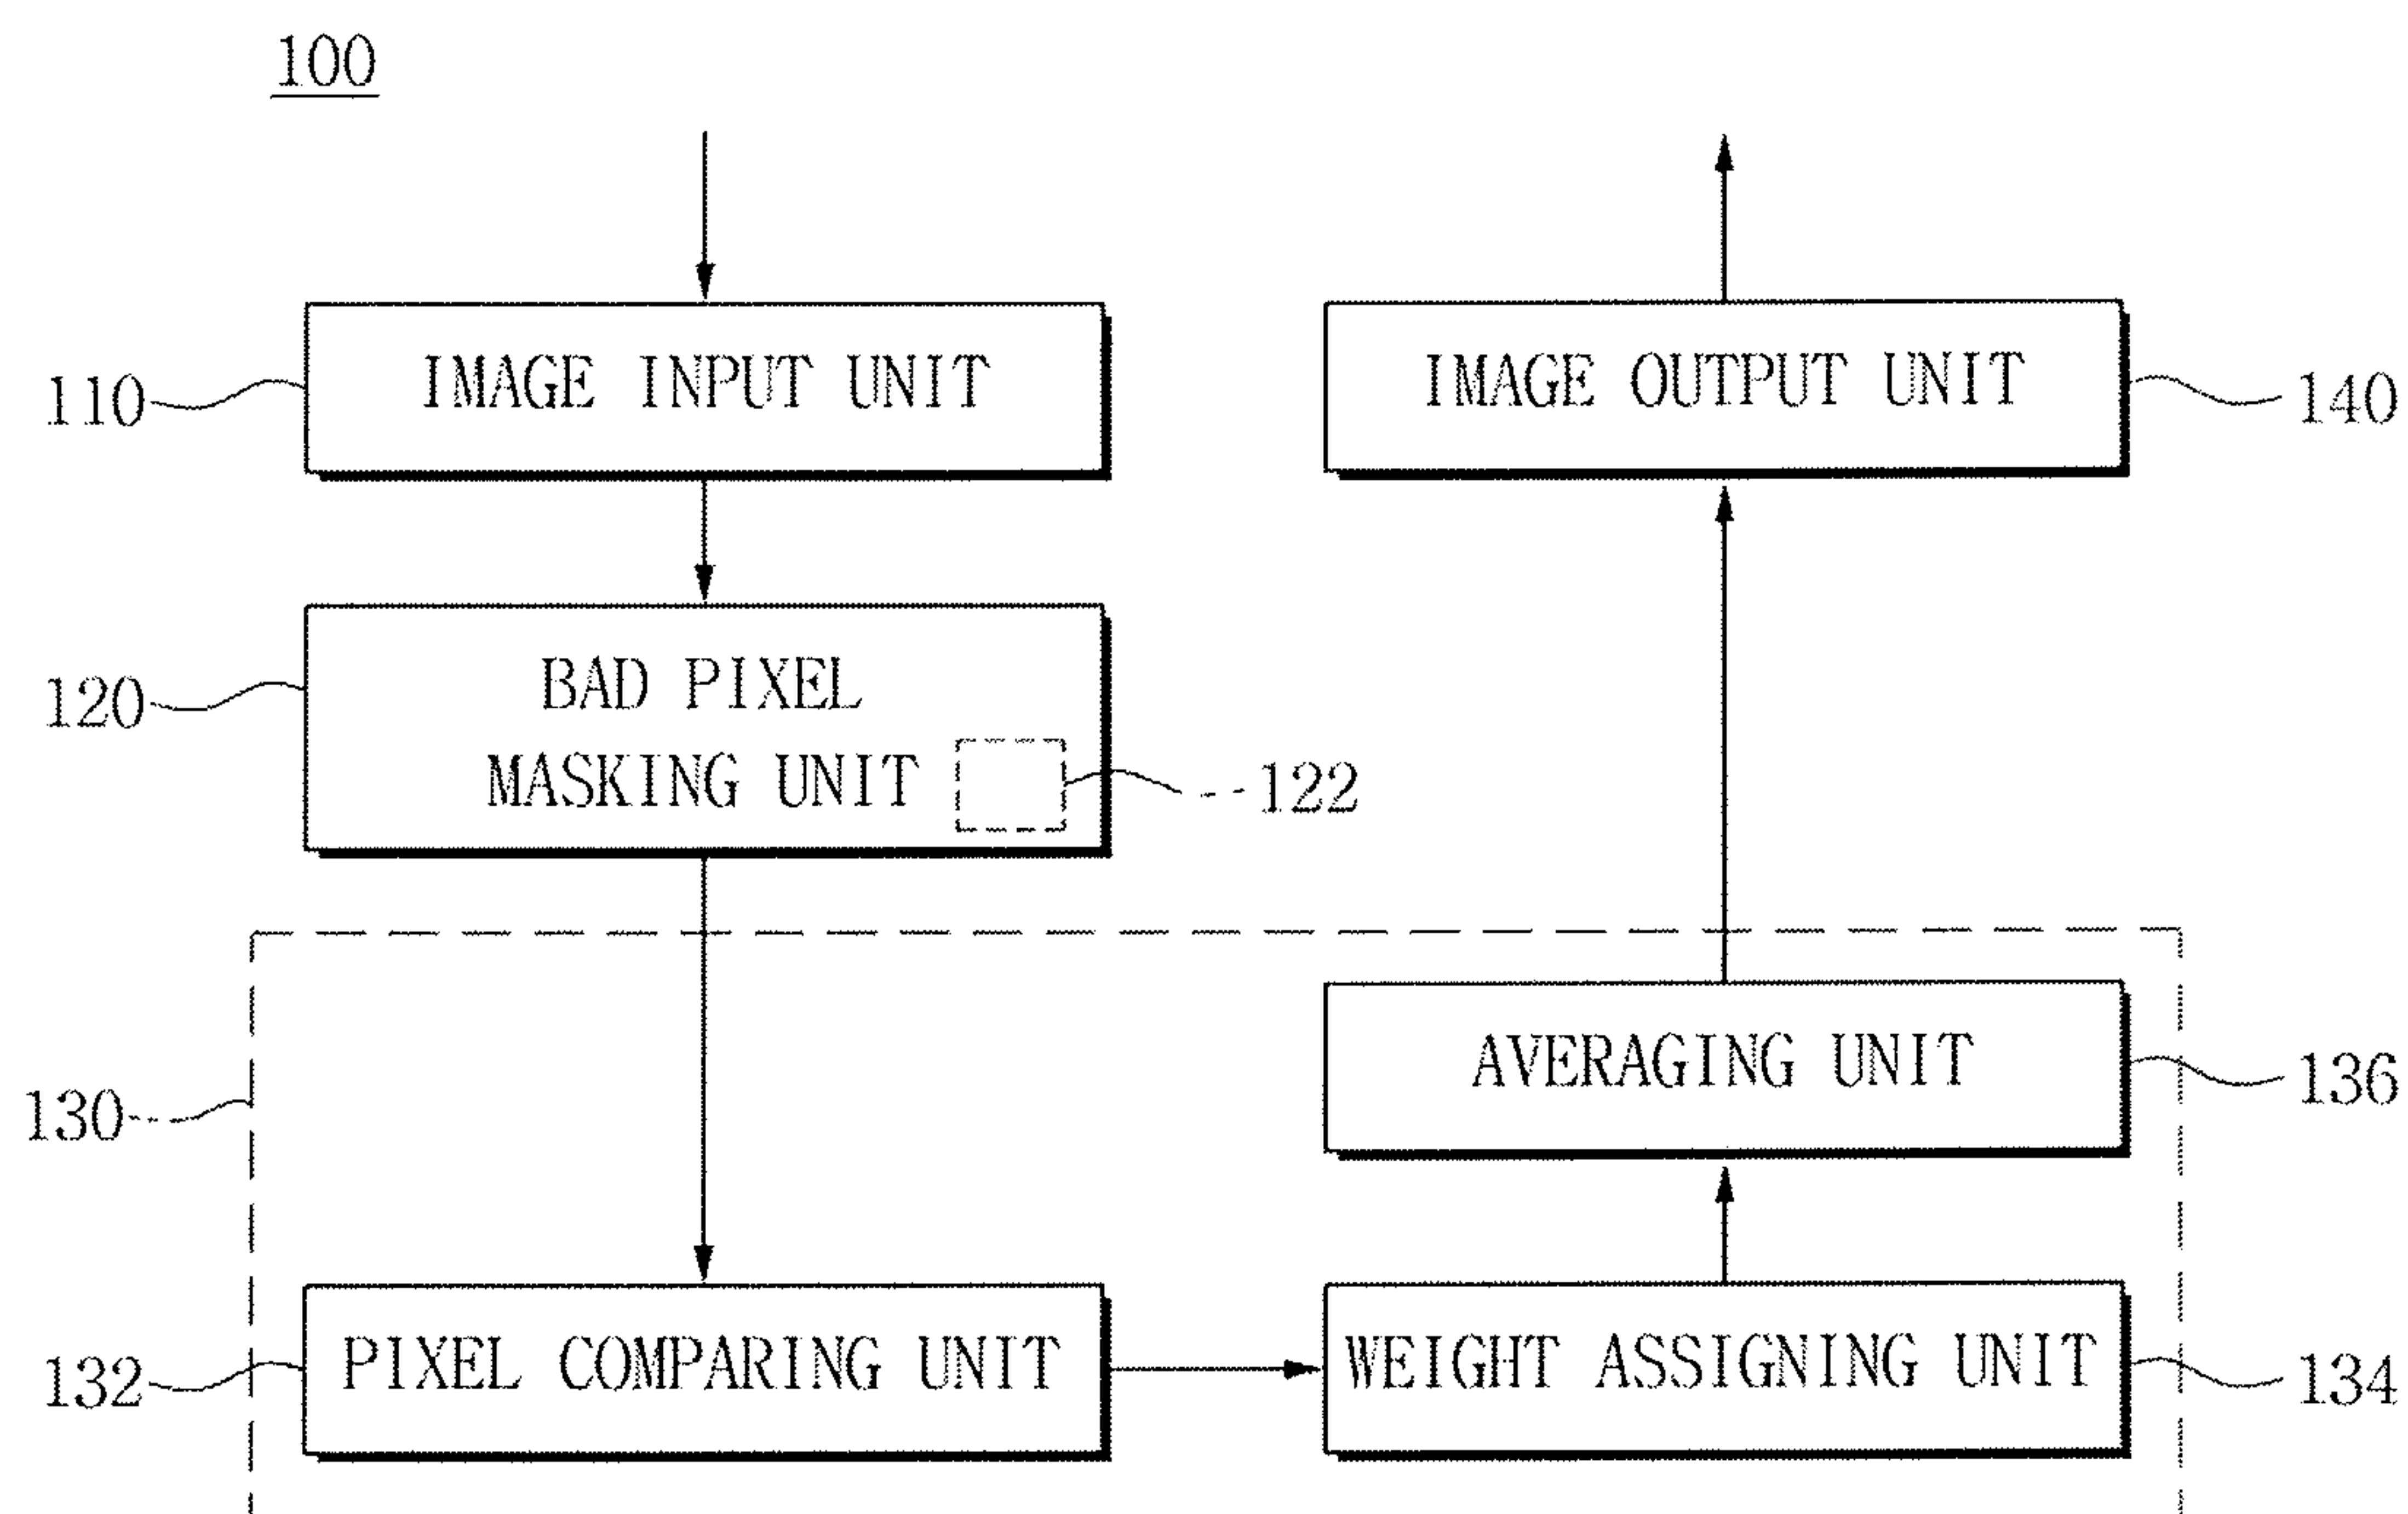 100
110
IMAGE INPUT UNIT
IMAGE OUTPUT UNIT
140
120
BAD PIXEL
MASKING UNIT
122
130
AVERAGING UNIT
136
132
PIXEL COMPARING UNIT
WEIGHT ASSIGNING UNIT
134